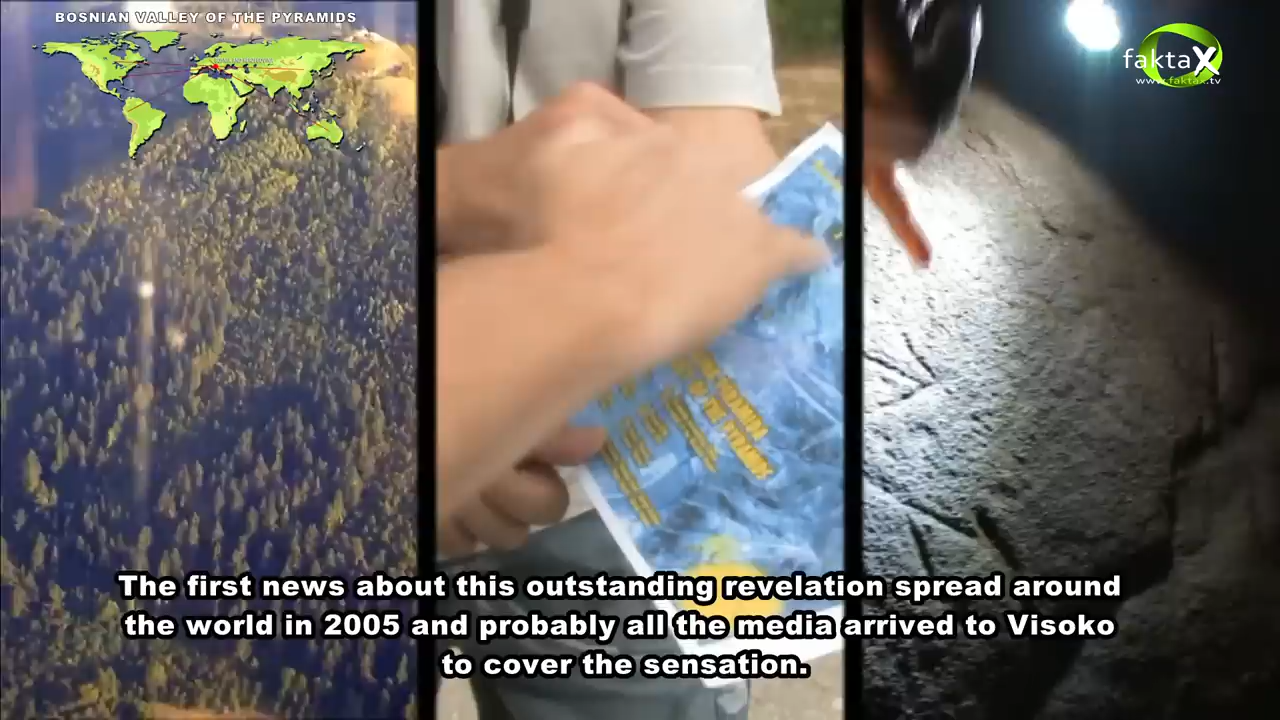 BOSNIAN VALLEY OF THE PYRAMIDS
faktaX
www.faktax.tv
The first news about this outstanding revelation spread around
the world in 2005 and probably all the media arrived to Visoko
to cover the sensation.